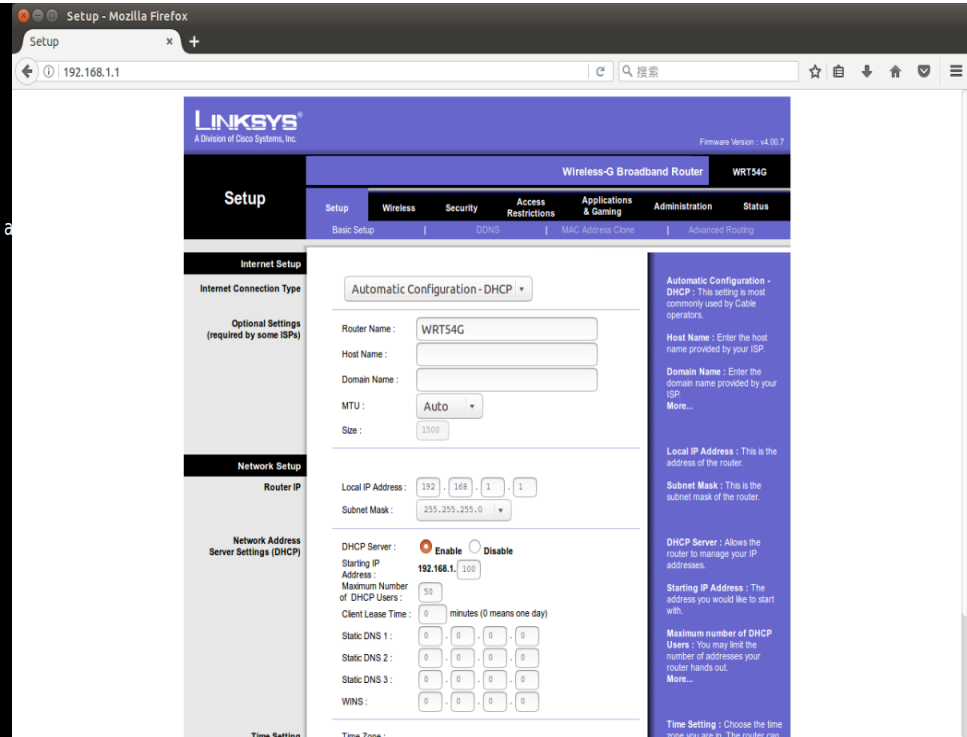 Setup - Mozilla Firefox
Setup
192.168.1.1
搜索
LINKSYS®
A Division of Cisco Systems, Inc.
Firmware Version : v4.00.7
Wireless-G Broadband Router WRT54G
Setup
Setup Wireless Security Access Restrictions Applications & Gaming Administration Status
Basic Setup | DDNS | MAC Address Clone | Advanced Routing
a
Internet Setup
Internet Connection Type
Automatic Configuration - DHCP
Optional Settings
(required by some ISPs)
Router Name : WRT54G
Host Name :
Domain Name :
MTU : Auto
Size : 1500
Network Setup
Router IP
Local IP Address : 192 . 168 . 1 . 1
Subnet Mask : 255.255.255.0
Network Address
Server Settings (DHCP)
DHCP Server : Enable Disable
Starting IP
Address : 192.168.1. 100
Maximum Number
of DHCP Users : 50
Client Lease Time : 0 minutes (0 means one day)
Static DNS 1 : 0 . 0 . 0 . 0
Static DNS 2 : 0 . 0 . 0 . 0
Static DNS 3 : 0 . 0 . 0 . 0
WINS : 0 . 0 . 0 . 0
Time Setting
Time Zone :
Automatic Configuration -
DHCP : This setting is most
commonly used by Cable
operators.
Host Name : Enter the host
name provided by your ISP.
Domain Name : Enter the
domain name provided by your
ISP.
More...
Local IP Address : This is the
address of the router.
Subnet Mask : This is the
subnet mask of the router.
DHCP Server : Allows the
router to manage your IP
addresses.
Starting IP Address : The
address you would like to start
with.
Maximum number of DHCP
Users : You may limit the
number of addresses your
router hands out.
More...
Time Setting : Choose the time
zone you are in. The router can